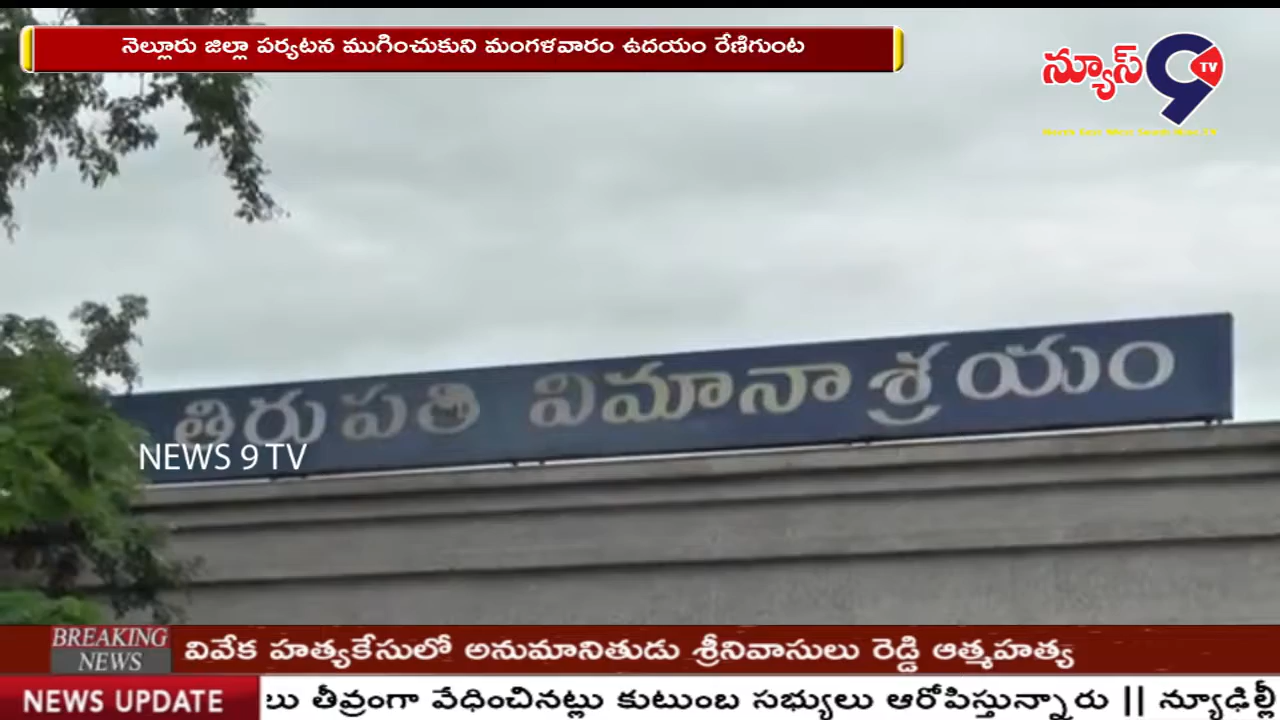 నెల్లూరు జిల్లా పర్యటన ముగించుకుని మంగళవారం ఉదయం రేణిగుంట
న్యూస్ 9 TV
తిరుపతి విమానాశ్రయం
NEWS 9 TV
BREAKING NEWS
వివేక హత్యకేసులో అనుమానితుడు శ్రీనివాసులు రెడ్డి ఆత్మహత్య
NEWS UPDATE
లు తీవ్రంగా వేధించినట్లు కుటుంబ సభ్యులు ఆరోపిస్తున్నారు || న్యూఢిల్లీ